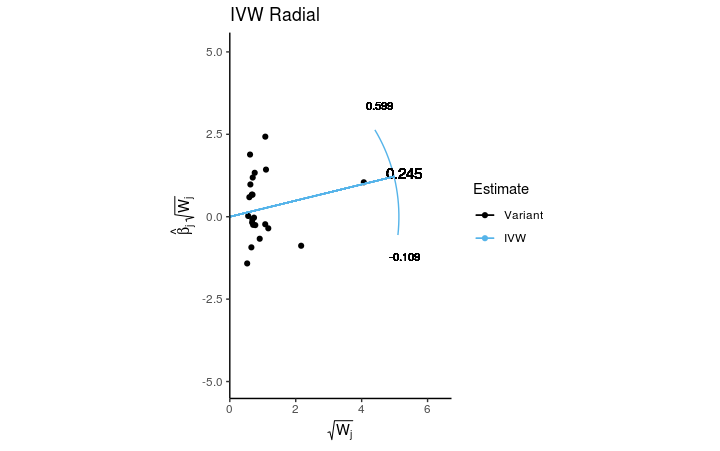 IVW Radial
5.0
2.5
0.0
-2.5
-5.0
β̂j√Wj
0.599
0.245
-0.109
0
2
4
6
√Wj
Estimate
Variant
IVW